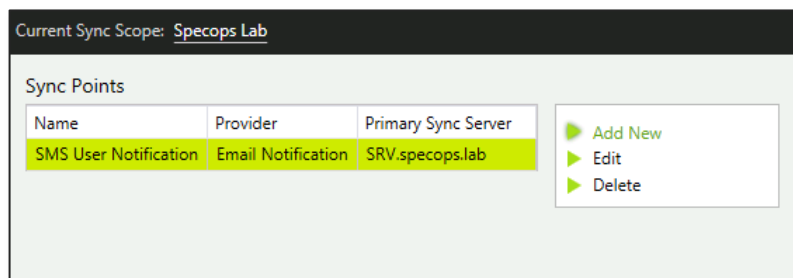 Current Sync Scope: Specops Lab
Sync Points
Name Provider Primary Sync Server
SMS User Notification Email Notification SRV.specops.lab
Add New
Edit
Delete